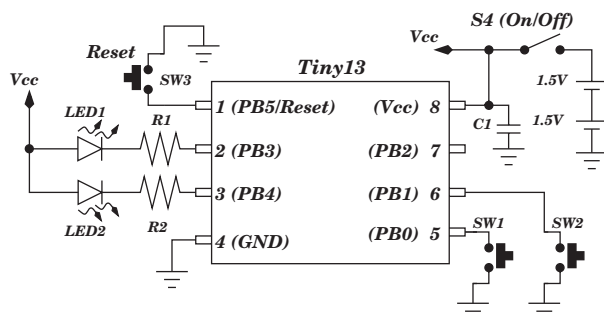 S4 (On/Off)
Vcc
Reset
SW3
Tiny13
Vcc
1.5V
1.5V
LED1
R1
1 (PB5/Reset)
(Vcc) 8
C1
2 (PB3)
(PB2) 7
3 (PB4)
(PB1) 6
LED2
R2
4 (GND)
(PB0) 5
SW1
SW2